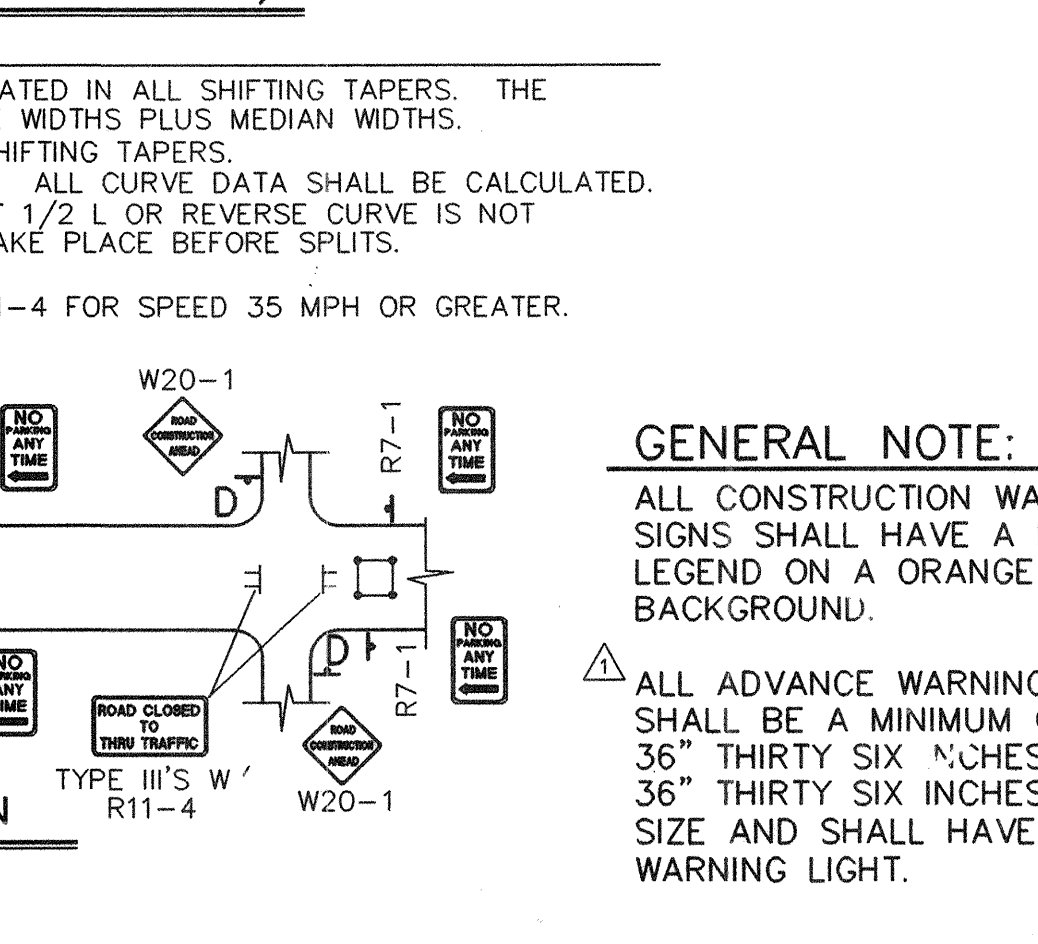 ATED IN ALL SHIFTING TAPERS. THE
WIDTHS PLUS MEDIAN WIDTHS.
HIFTING TAPERS.
ALL CURVE DATA SHALL BE CALCULATED.
1/2 L OR REVERSE CURVE IS NOT
AKE PLACE BEFORE SPLITS.
-4 FOR SPEED 35 MPH OR GREATER.
W20-1
NO
PARKING
ANY
TIME
ROAD
CONSTRUCTION
AHEAD
R7-1
NO
PARKING
ANY
TIME
D
D
R7-1
NO
PARKING
ANY
TIME
NO
RKING
ANY
IME
ROAD CLOSED
TO
THRU TRAFFIC
TYPE III'S W/
R11-4
ROAD
CONSTRUCTION
AHEAD
W20-1
N
GENERAL NOTE:
ALL CONSTRUCTION WA
SIGNS SHALL HAVE A
LEGEND ON A ORANGE
BACKGROUND.
1
ALL ADVANCE WARNING
SHALL BE A MINIMUM
36" THIRTY SIX INCHES
36" THIRTY SIX INCHES
SIZE AND SHALL HAVE
WARNING LIGHT.